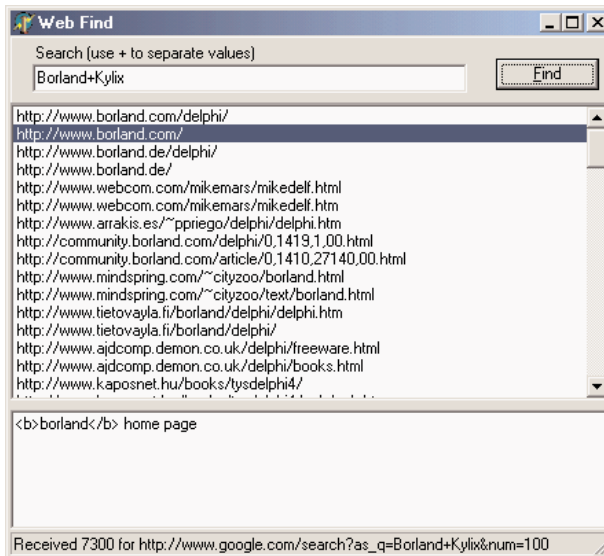 Web Find
Search (use + to separate values)
Borland+Kylix
Find
http://www.borland.com/delphi/
http://www.borland.com/
http://www.borland.de/delphi/
http://www.borland.de/
http://www.webcom.com/mikemars/mikedelf.html
http://www.webcom.com/mikemars/mikedelf.htm
http://www.arrakis.es/~ppriego/delphi/delphi.htm
http://community.borland.com/delphi/0,1419,1,00.html
http://community.borland.com/article/0,1410,27140,00.html
http://www.mindspring.com/~cityzoo/borland.html
http://www.mindspring.com/~cityzoo/text/borland.html
http://www.tietovayla.fi/borland/delphi/delphi.htm
http://www.tietovayla.fi/borland/delphi/
http://www.ajdcomp.demon.co.uk/delphi/freeware.html
http://www.ajdcomp.demon.co.uk/delphi/books.html
http://www.kaposnet.hu/books/tysdelphi4/
<b>borland</b> home page
Received 7300 for http://www.google.com/search?as_q=Borland+Kylix&num=100